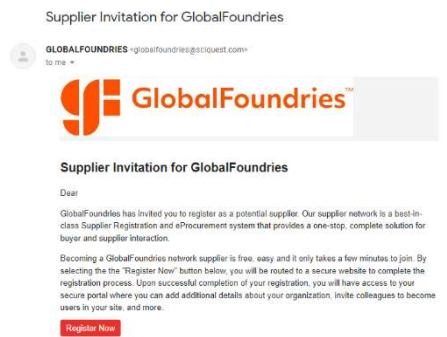 Supplier Invitation for GlobalFoundries
GLOBALFOUNDRIES <globalfoundries@sciquest.com>
to me
GF GlobalFoundries™
Supplier Invitation for GlobalFoundries
Dear
GlobalFoundries has invited you to register as a potential supplier. Our supplier network is a best-in-
class Supplier Registration and eProcurement system that provides a one-stop, complete solution for
buyer and supplier interaction.
Becoming a GlobalFoundries network supplier is free, easy and it only takes a few minutes to join. By
selecting the the "Register Now" button below, you will be routed to a secure website to complete the
registration process. Upon successful completion of your registration, you will have access to your
secure portal where you can add additional details about your organization, invite colleagues to become
users in your site, and more.
Register Now